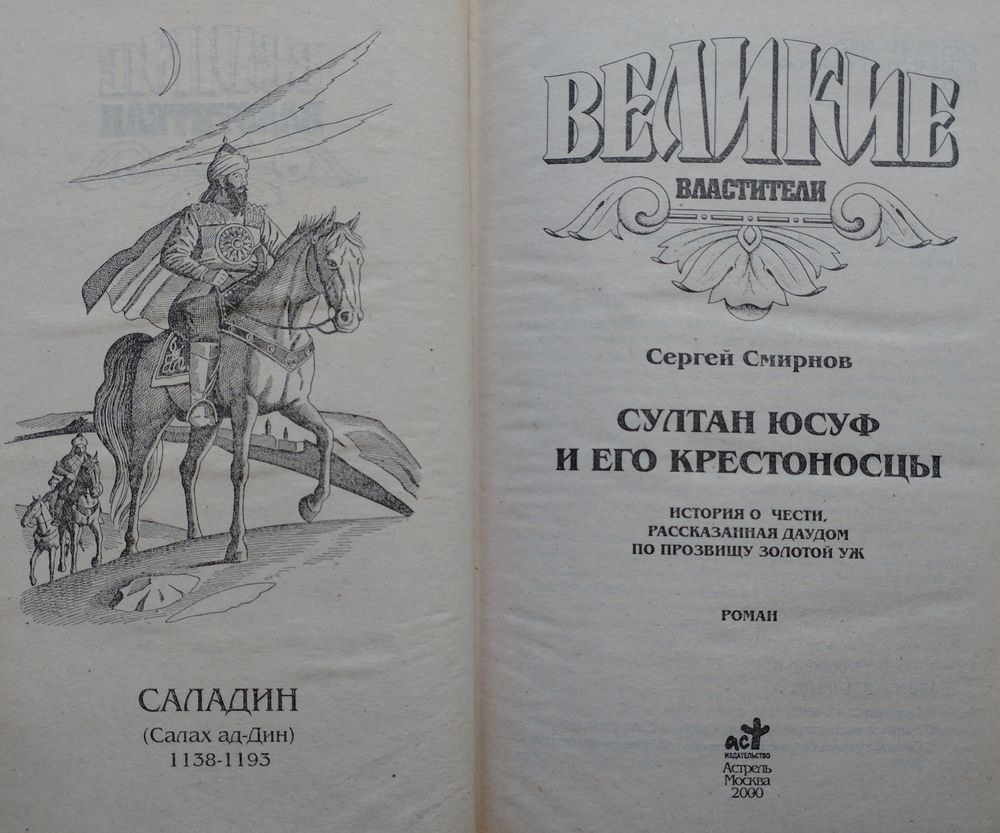 САЛАДИН
(Салах ад-Дин)
1138-1193
ВЕЛИКИЕ
ВЛАСТИТЕЛИ
Сергей Смирнов
СУЛТАН ЮСУФ
И ЕГО КРЕСТОНОСЦЫ
ИСТОРИЯ О ЧЕСТИ,
РАССКАЗАННАЯ ДАУДОМ
ПО ПРОЗВИЩУ ЗОЛОТОЙ УЖ
РОМАН
аст
ИЗДАТЕЛЬСТВО
Астрель
Москва
2000